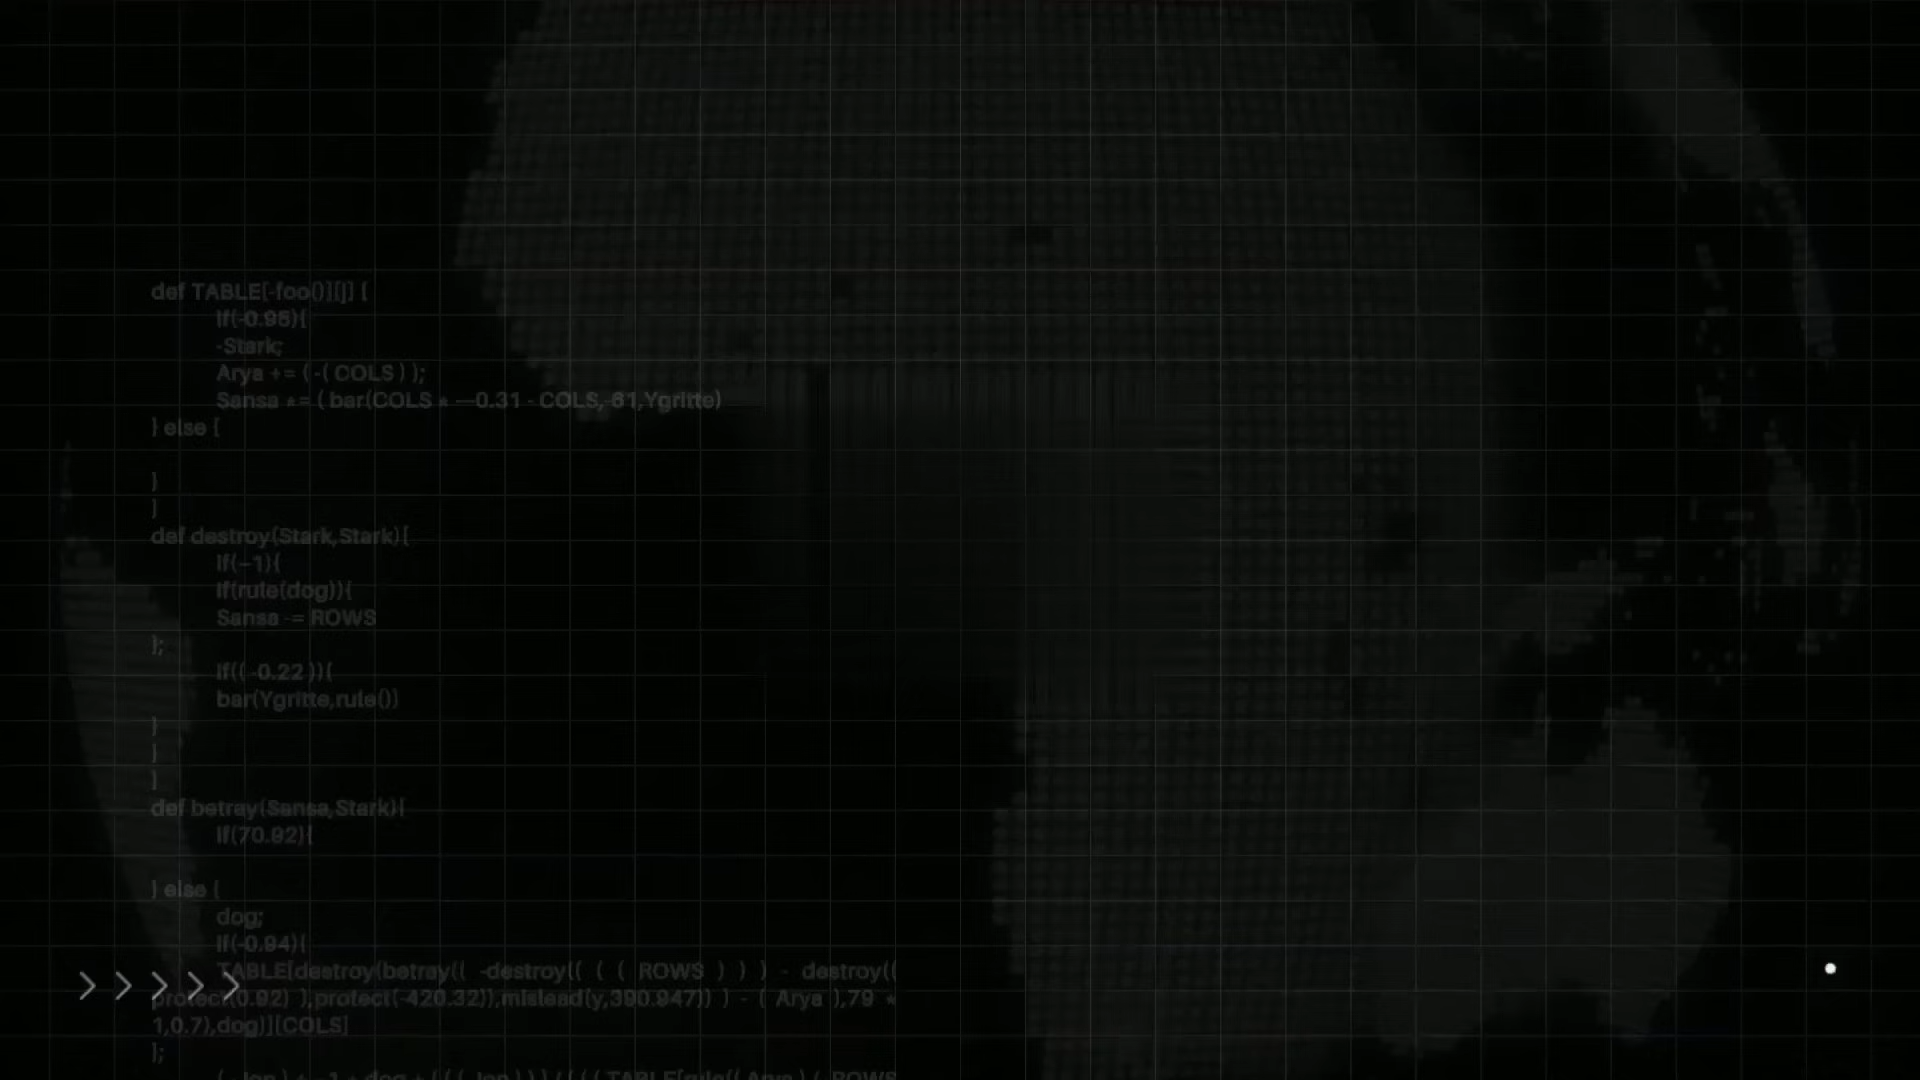 def TABLE[-foo()][j] {
If(-0.95){
-Stark;
Arya += ( -( COLS ) );
Sansa *= ( bar(COLS * —0.31 - COLS,-61,Ygritte)
} else {
}
}
def destroy(Stark,Stark){
If(−1){
If(rule(dog)){
Sansa -= ROWS
};
If(( -0.22 )){
bar(Ygritte,rule())
}
}
}
def betray(Sansa,Stark){
If(70.92){
} else {
dog;
If(-0.94){
TABLE[destroy(betray(( -destroy(( ( ( ROWS ) ) ) - destroy((
protect(0.92) ),protect(-420.32)),mislead(y,390.947)) ) - ( Arya ),79 *
1,0.7),dog)][COLS]
};